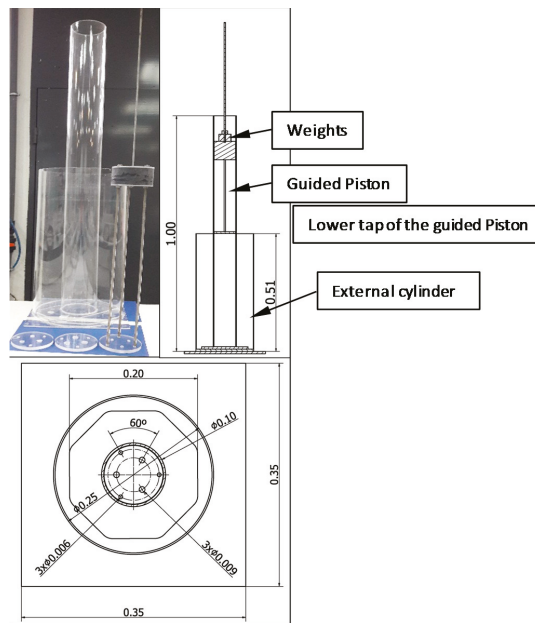 Weights
Guided Piston
Lower tap of the guided Piston
External cylinder
1.00
0.51
0.20
60º
ϕ0.10
ϕ0.25
3xϕ0.006
3xϕ0.009
0.35
0.35